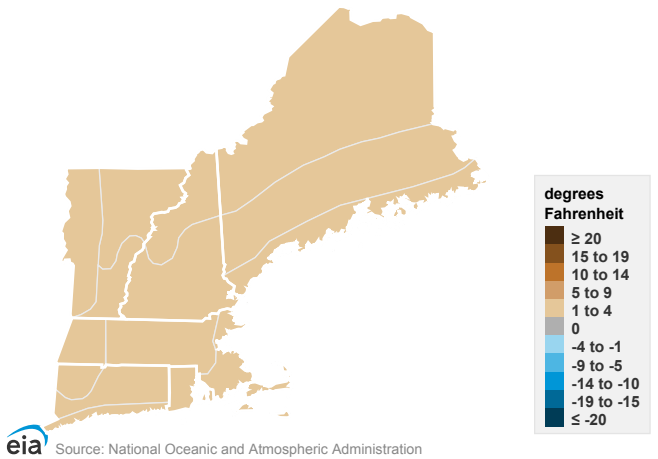 degrees
Fahrenheit
≥ 20
15 to 19
10 to 14
5 to 9
1 to 4
0
-4 to -1
-9 to -5
-14 to -10
-19 to -15
≤ -20
eia
Source: National Oceanic and Atmospheric Administration